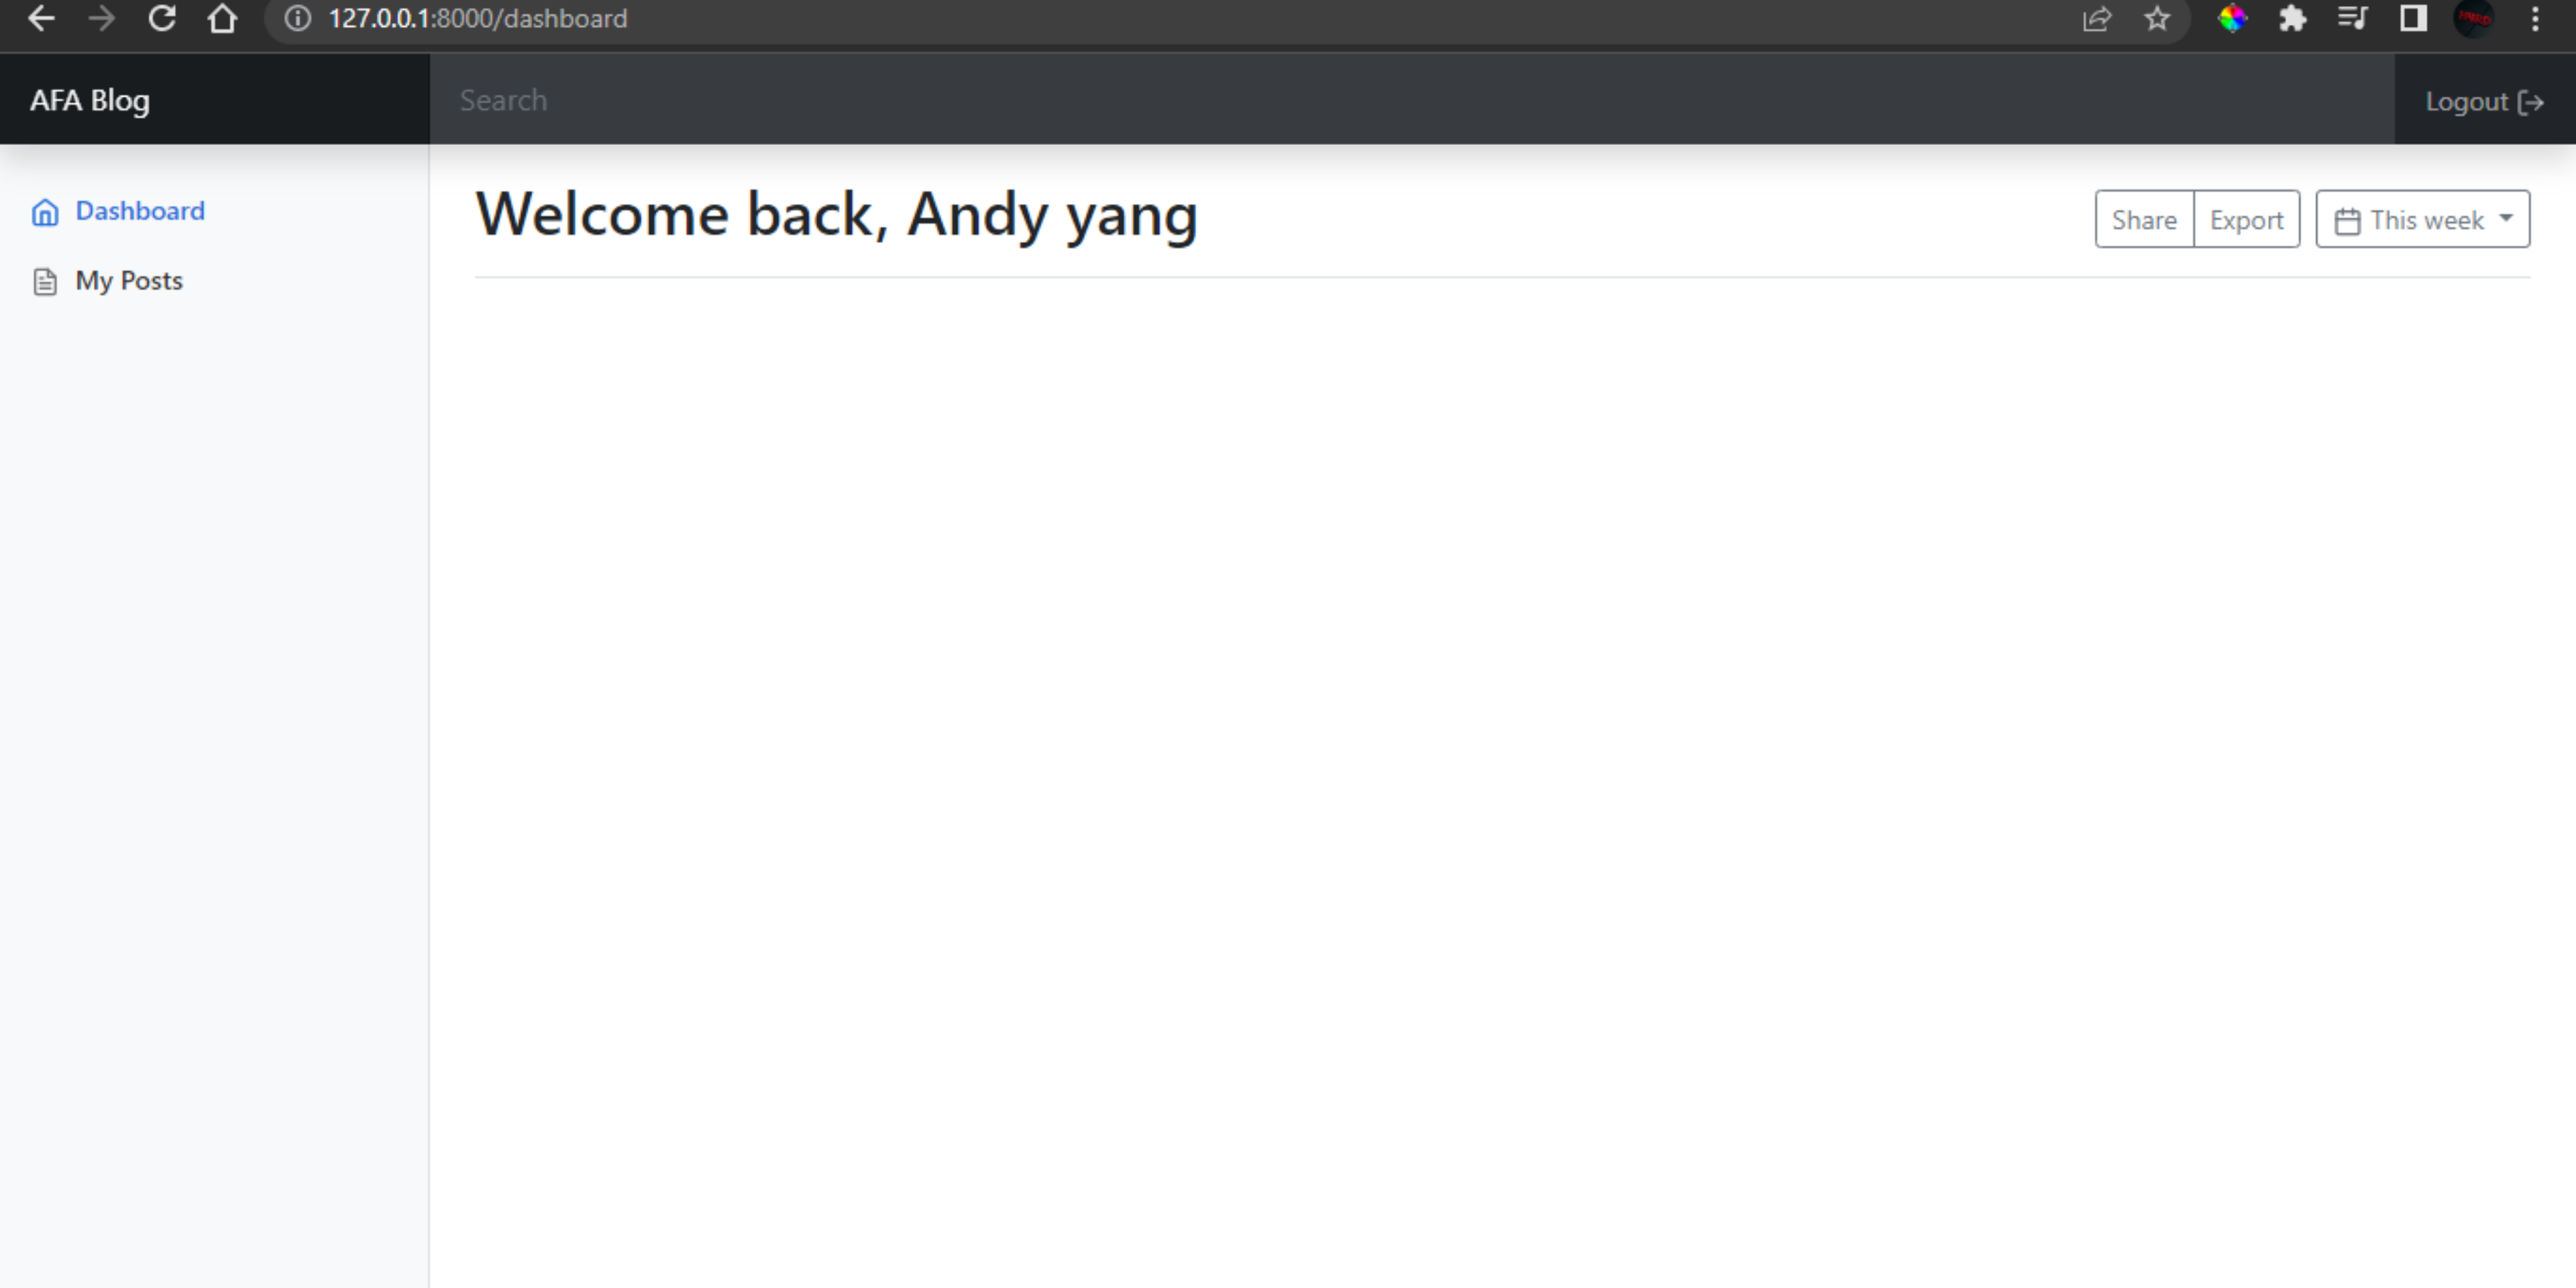 127.0.0.1:8000/dashboard
AFA Blog
Search
Logout
Dashboard
My Posts
Welcome back, Andy yang
Share
Export
This week